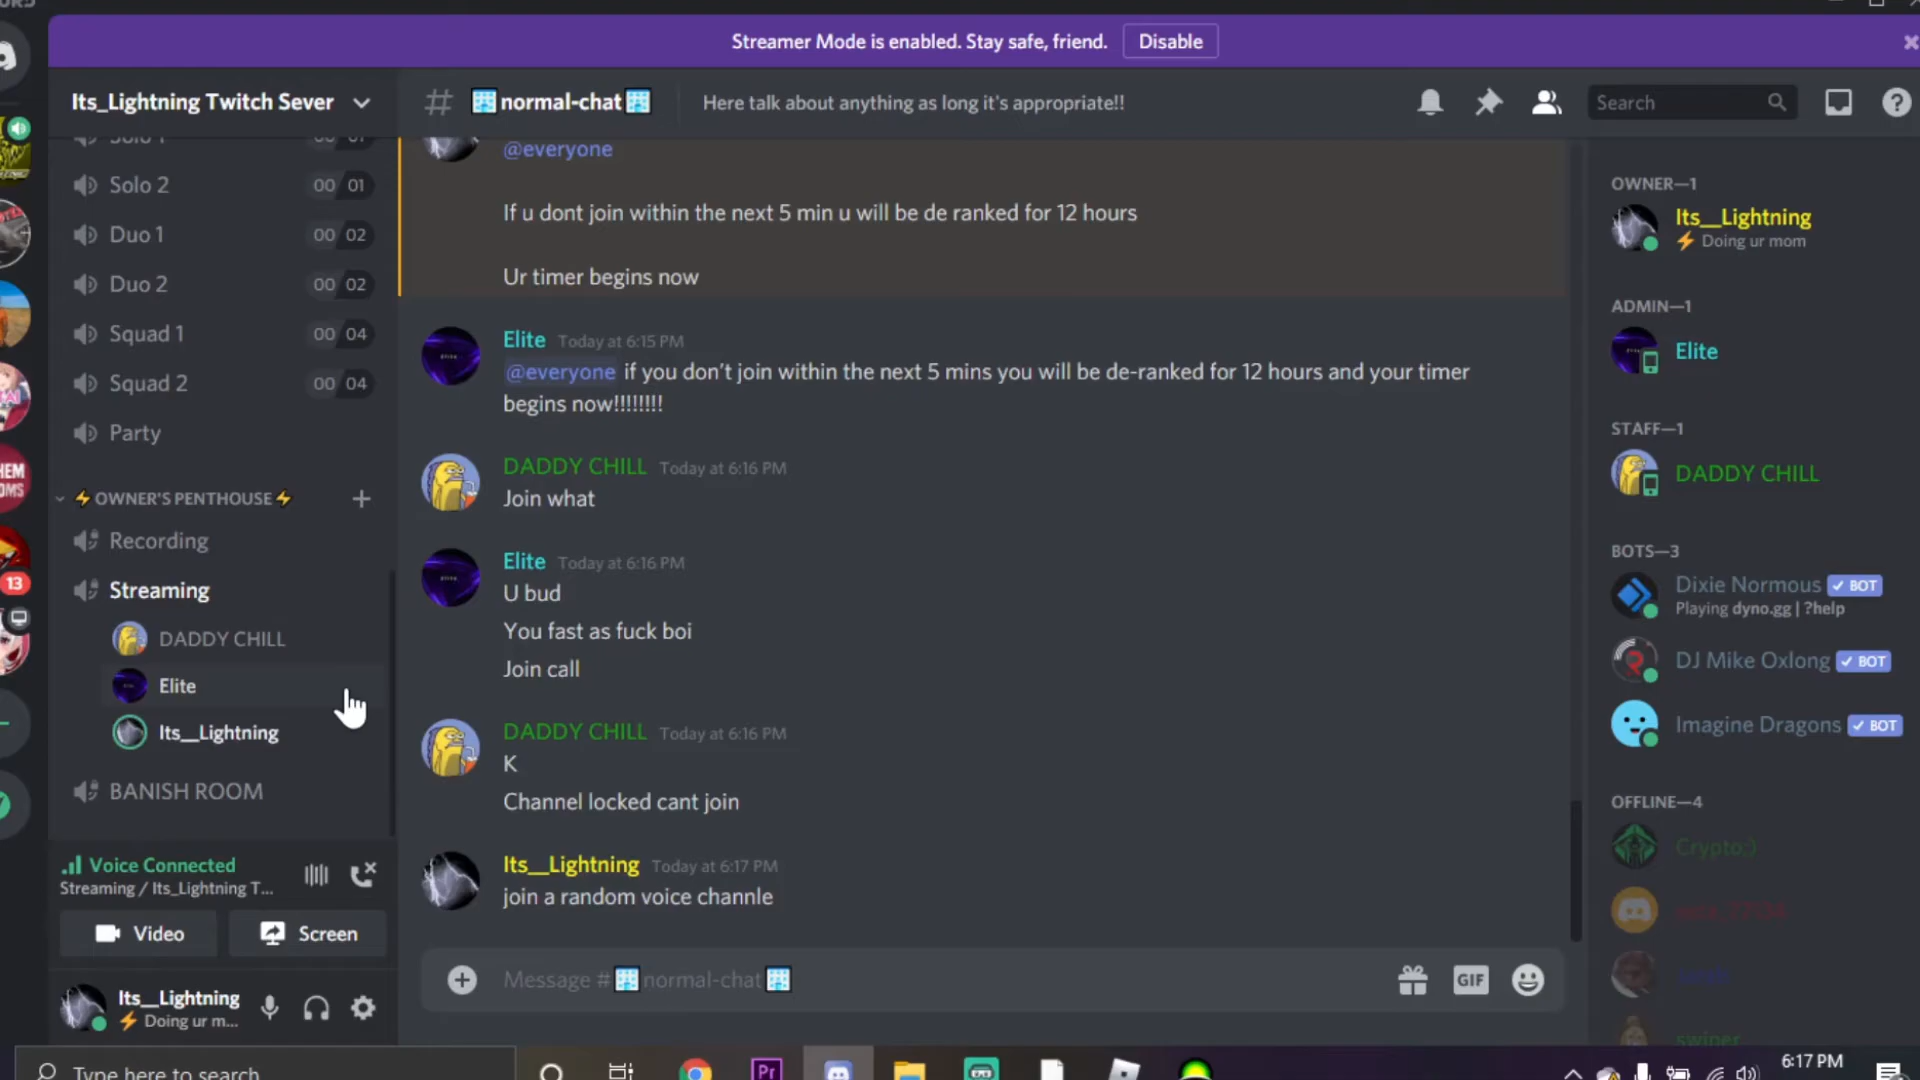 Streamer Mode is enabled. Stay safe, friend. Disable
Its_Lightning Twitch Sever
# normal-chat Here talk about anything as long it's appropriate!!
Search
Solo 2 00 01
Duo 1 00 02
Duo 2 00 02
Squad 1 00 04
Squad 2 00 04
Party
⚡ OWNER'S PENTHOUSE ⚡
Recording
Streaming
DADDY CHILL
Elite
Its__Lightning
BANISH ROOM
Voice Connected
Streaming / Its_Lightning T...
Video Screen
Its__Lightning
⚡ Doing ur m...
13
@everyone
If u dont join within the next 5 min u will be de ranked for 12 hours
Ur timer begins now
Elite Today at 6:15 PM
@everyone if you don't join within the next 5 mins you will be de-ranked for 12 hours and your timer
begins now!!!!!!!!
DADDY CHILL Today at 6:16 PM
Join what
Elite Today at 6:16 PM
U bud
You fast as fuck boi
Join call
DADDY CHILL Today at 6:16 PM
K
Channel locked cant join
Its__Lightning Today at 6:17 PM
join a random voice channle
Message # normal-chat
GIF
OWNER—1
Its__Lightning
⚡ Doing ur mom
ADMIN—1
Elite
STAFF—1
DADDY CHILL
BOTS—3
Dixie Normous ✓ BOT
Playing dyno.gg | ?help
DJ Mike Oxlong ✓ BOT
Imagine Dragons ✓ BOT
OFFLINE—4
Crypto:)
swiper
Type here to search
Pr
6:17 PM